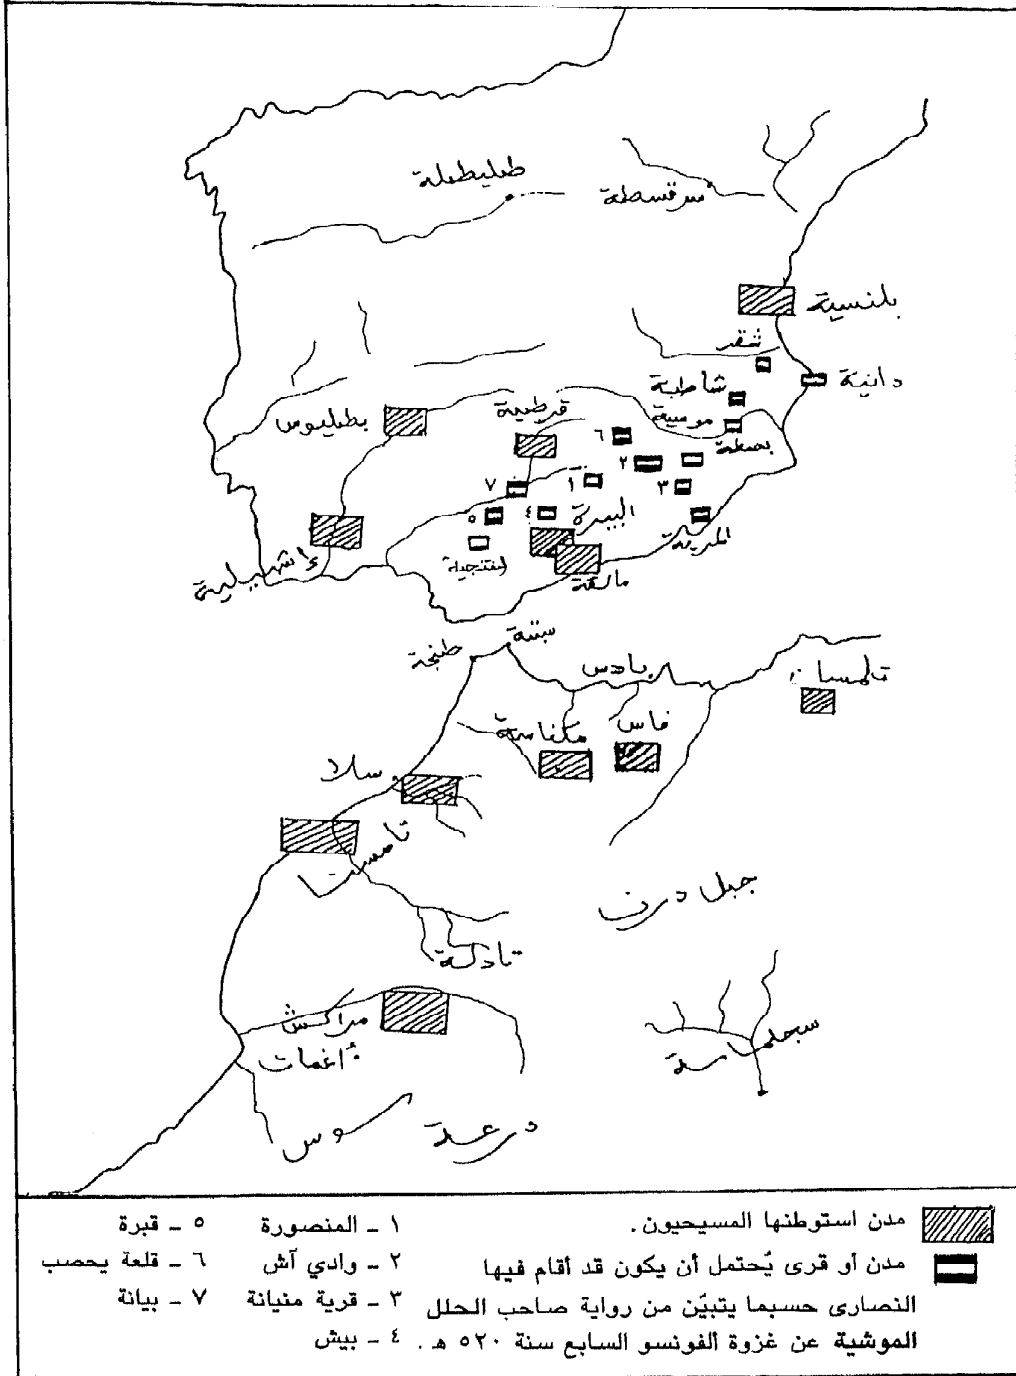 طليطلة
سرقسطة
بلنسية
شقر
دانية
شاطبة
قرطبة
بطليوس
مرسية
٦
بسطة
٢
٧
١
٣
البيرة
٤
٥
المرية
إشبيلية
مالقة
سبتة
طنجة
بادس
تلمسان
فاس
مكناسة
سلا
تامسنا
جبل درن
تادلة
مراكش
سجلماسة
أغمات
درعة
سوس
مدن استوطنها المسيحيون.
مدن أو قرى يُحتمل أن يكون قد أقام فيها
النصارى حسبما يتبيّن من رواية صاحب الحلل
الموشية عن غزوة الفونسو السابع سنة ٥٢٠ هـ.
١ - المنصورة
٢ - وادي آش
٣ - قرية منيانة
٤ - بيش
٥ - قبرة
٦ - قلعة يحصب
٧ - بيانة